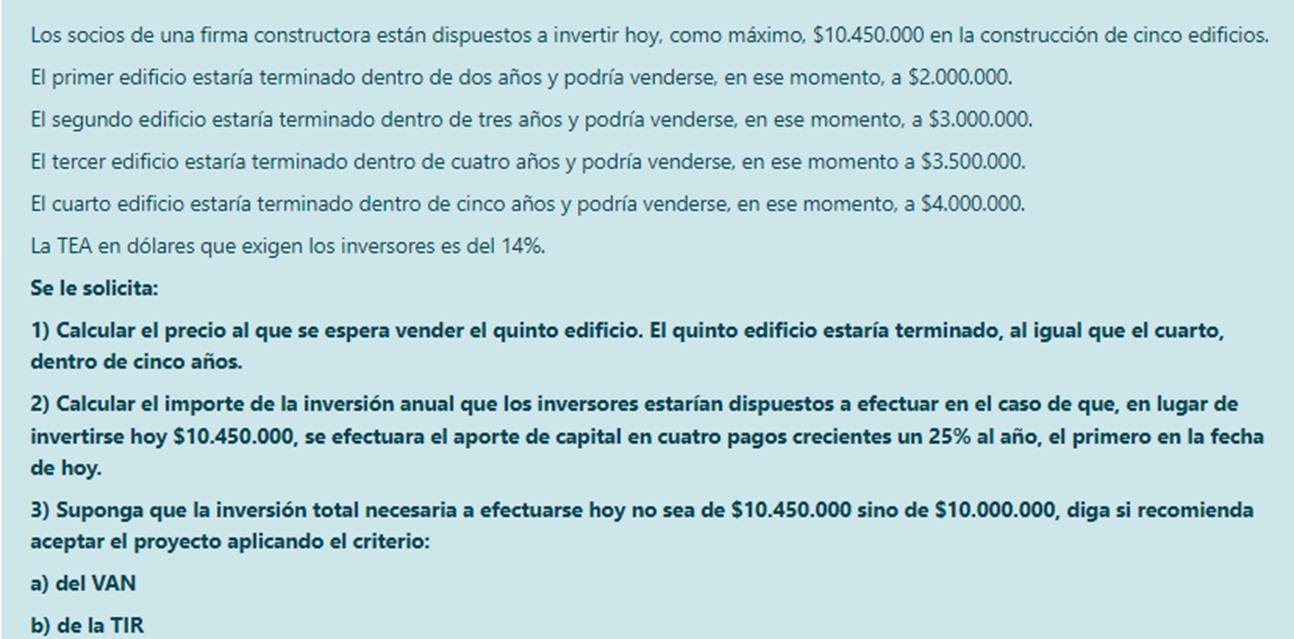 Los socios de una firma constructora están dispuestos a invertir hoy, como máximo, $10.450.000 en la construcción de cinco edificios.
El primer edificio estaría terminado dentro de dos años y podría venderse, en ese momento, a $2.000.000.
El segundo edificio estaría terminado dentro de tres años y podría venderse, en ese momento, a $3.000.000.
El tercer edificio estaría terminado dentro de cuatro años y podría venderse, en ese momento a $3.500.000.
El cuarto edificio estaría terminado dentro de cinco años y podría venderse, en ese momento, a $4.000.000.
La TEA en dólares que exigen los inversores es del 14%.
Se le solicita:
1) Calcular el precio al que se espera vender el quinto edificio. El quinto edificio estaría terminado, al igual que el cuarto,
dentro de cinco años.
2) Calcular el importe de la inversión anual que los inversores estarían dispuestos a efectuar en el caso de que, en lugar de
invertirse hoy $10.450.000, se efectuara el aporte de capital en cuatro pagos crecientes un 25% al año, el primero en la fecha
de hoy.
3) Suponga que la inversión total necesaria a efectuarse hoy no sea de $10.450.000 sino de $10.000.000, diga si recomienda
aceptar el proyecto aplicando el criterio:
a) del VAN
b) de la TIR